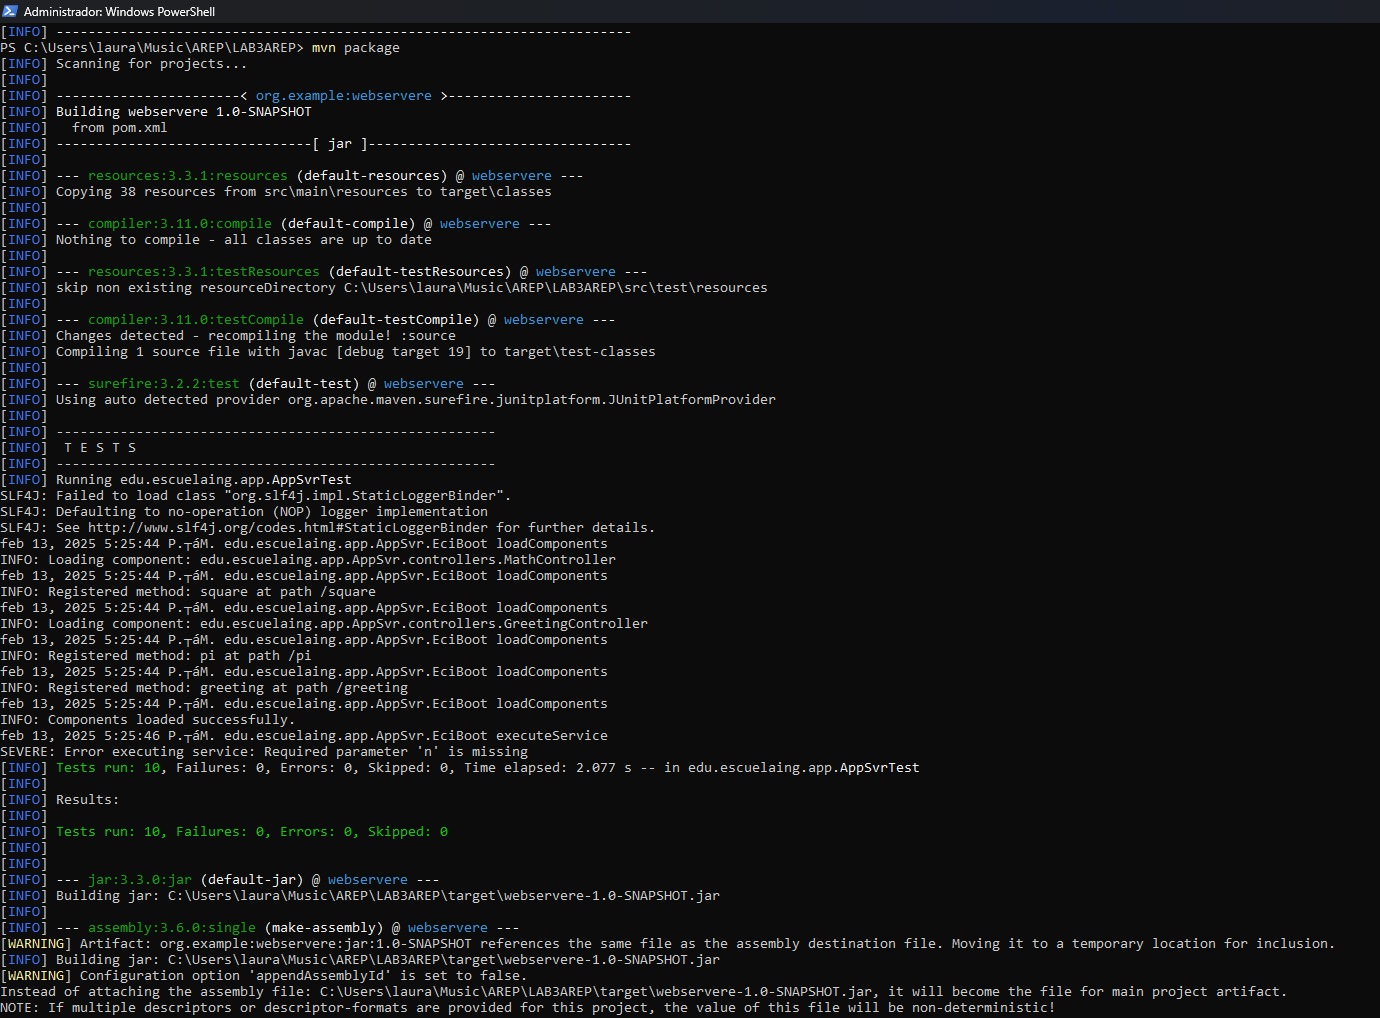 Administrador: Windows PowerShell
[INFO] ------------------------------------------------------------------------
PS C:\Users\laura\Music\AREP\LAB3AREP> mvn package
[INFO] Scanning for projects...
[INFO]
[INFO] -----------------------< org.example:webservere >-----------------------
[INFO] Building webservere 1.0-SNAPSHOT
[INFO]   from pom.xml
[INFO] --------------------------------[ jar ]---------------------------------
[INFO]
[INFO] --- resources:3.3.1:resources (default-resources) @ webservere ---
[INFO] Copying 38 resources from src\main\resources to target\classes
[INFO]
[INFO] --- compiler:3.11.0:compile (default-compile) @ webservere ---
[INFO] Nothing to compile - all classes are up to date
[INFO]
[INFO] --- resources:3.3.1:testResources (default-testResources) @ webservere ---
[INFO] skip non existing resourceDirectory C:\Users\laura\Music\AREP\LAB3AREP\src\test\resources
[INFO]
[INFO] --- compiler:3.11.0:testCompile (default-testCompile) @ webservere ---
[INFO] Changes detected - recompiling the module! :source
[INFO] Compiling 1 source file with javac [debug target 19] to target\test-classes
[INFO]
[INFO] --- surefire:3.2.2:test (default-test) @ webservere ---
[INFO] Using auto detected provider org.apache.maven.surefire.junitplatform.JUnitPlatformProvider
[INFO]
[INFO] -------------------------------------------------------
[INFO]  T E S T S
[INFO] -------------------------------------------------------
[INFO] Running edu.escuelaing.app.AppSvrTest
SLF4J: Failed to load class "org.slf4j.impl.StaticLoggerBinder".
SLF4J: Defaulting to no-operation (NOP) logger implementation
SLF4J: See http://www.slf4j.org/codes.html#StaticLoggerBinder for further details.
feb 13, 2025 5:25:44 P.┬áM. edu.escuelaing.app.AppSvr.EciBoot loadComponents
INFO: Loading component: edu.escuelaing.app.AppSvr.controllers.MathController
feb 13, 2025 5:25:44 P.┬áM. edu.escuelaing.app.AppSvr.EciBoot loadComponents
INFO: Registered method: square at path /square
feb 13, 2025 5:25:44 P.┬áM. edu.escuelaing.app.AppSvr.EciBoot loadComponents
INFO: Loading component: edu.escuelaing.app.AppSvr.controllers.GreetingController
feb 13, 2025 5:25:44 P.┬áM. edu.escuelaing.app.AppSvr.EciBoot loadComponents
INFO: Registered method: pi at path /pi
feb 13, 2025 5:25:44 P.┬áM. edu.escuelaing.app.AppSvr.EciBoot loadComponents
INFO: Registered method: greeting at path /greeting
feb 13, 2025 5:25:44 P.┬áM. edu.escuelaing.app.AppSvr.EciBoot loadComponents
INFO: Components loaded successfully.
feb 13, 2025 5:25:46 P.┬áM. edu.escuelaing.app.AppSvr.EciBoot executeService
SEVERE: Error executing service: Required parameter 'n' is missing
[INFO] Tests run: 10, Failures: 0, Errors: 0, Skipped: 0, Time elapsed: 2.077 s -- in edu.escuelaing.app.AppSvrTest
[INFO]
[INFO] Results:
[INFO]
[INFO] Tests run: 10, Failures: 0, Errors: 0, Skipped: 0
[INFO]
[INFO]
[INFO] --- jar:3.3.0:jar (default-jar) @ webservere ---
[INFO] Building jar: C:\Users\laura\Music\AREP\LAB3AREP\target\webservere-1.0-SNAPSHOT.jar
[INFO]
[INFO] --- assembly:3.6.0:single (make-assembly) @ webservere ---
[WARNING] Artifact: org.example:webservere:jar:1.0-SNAPSHOT references the same file as the assembly destination file. Moving it to a temporary location for inclusion.
[INFO] Building jar: C:\Users\laura\Music\AREP\LAB3AREP\target\webservere-1.0-SNAPSHOT.jar
[WARNING] Configuration option 'appendAssemblyId' is set to false.
Instead of attaching the assembly file: C:\Users\laura\Music\AREP\LAB3AREP\target\webservere-1.0-SNAPSHOT.jar, it will become the file for main project artifact.
NOTE: If multiple descriptors or descriptor-formats are provided for this project, the value of this file will be non-deterministic!